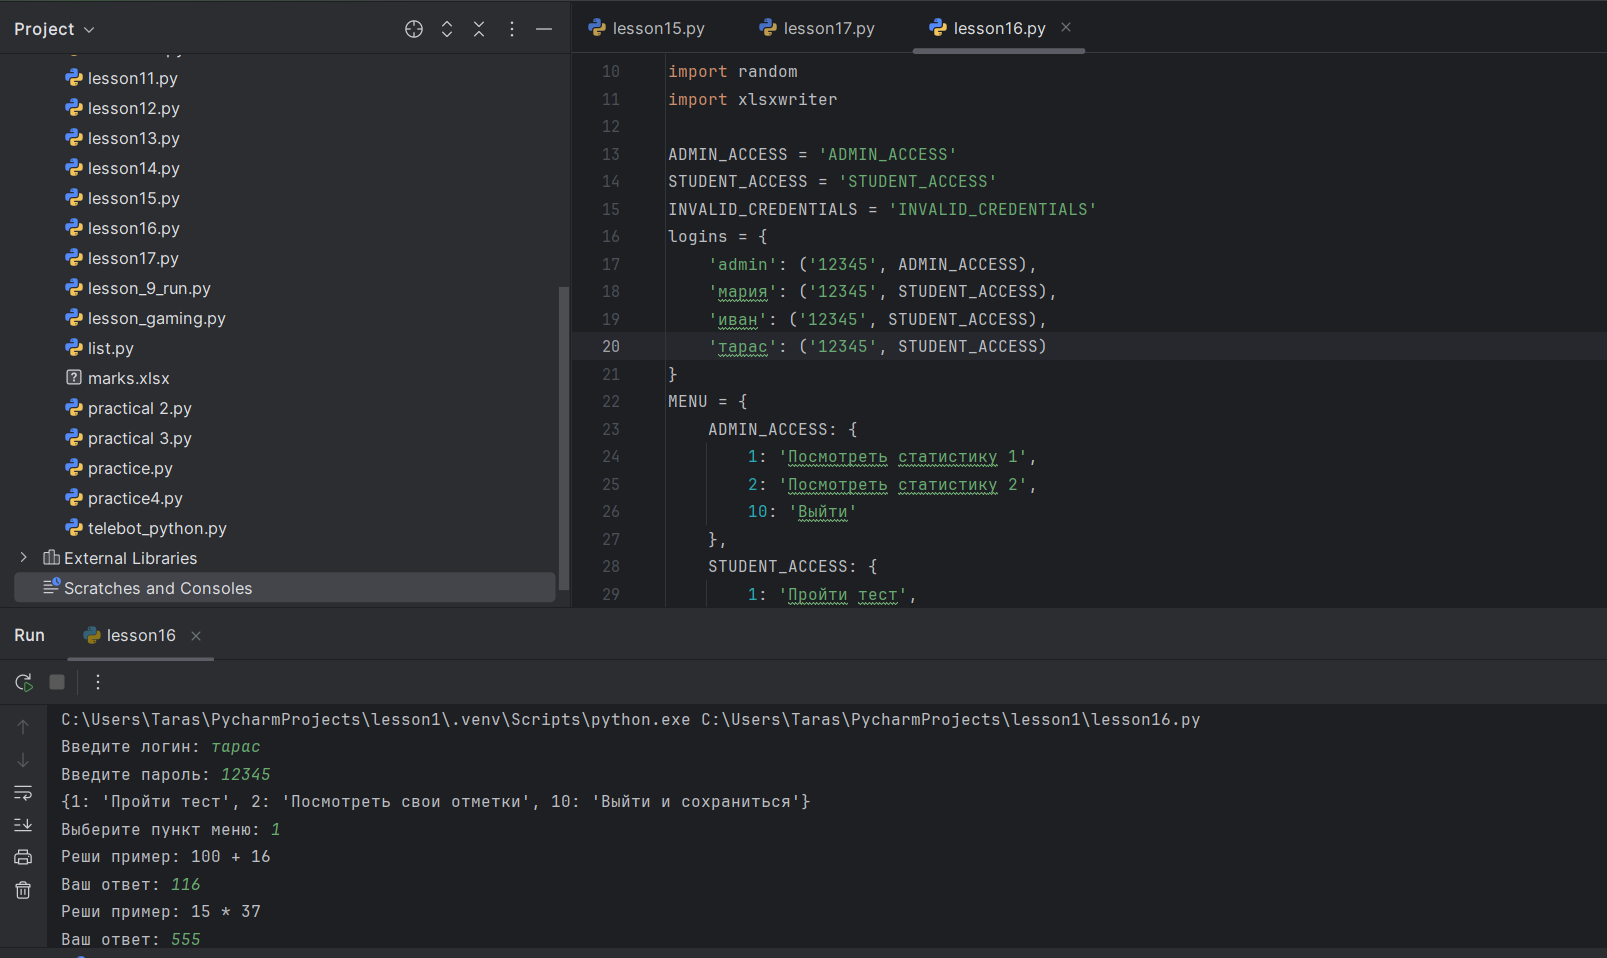 Project
lesson11.py
lesson12.py
lesson13.py
lesson14.py
lesson15.py
lesson16.py
lesson17.py
lesson_9_run.py
lesson_gaming.py
list.py
marks.xlsx
practical 2.py
practical 3.py
practice.py
practice4.py
telebot_python.py
External Libraries
Scratches and Consoles
lesson15.py lesson17.py lesson16.py
10 import random
11 import xlsxwriter
12
13 ADMIN_ACCESS = 'ADMIN_ACCESS'
14 STUDENT_ACCESS = 'STUDENT_ACCESS'
15 INVALID_CREDENTIALS = 'INVALID_CREDENTIALS'
16 logins = {
17 'admin': ('12345', ADMIN_ACCESS),
18 'мария': ('12345', STUDENT_ACCESS),
19 'иван': ('12345', STUDENT_ACCESS),
20 'тарас': ('12345', STUDENT_ACCESS)
21 }
22 MENU = {
23 ADMIN_ACCESS: {
24 1: 'Посмотреть статистику 1',
25 2: 'Посмотреть статистику 2',
26 10: 'Выйти'
27 },
28 STUDENT_ACCESS: {
29 1: 'Пройти тест',
Run lesson16
C:\Users\Taras\PycharmProjects\lesson1\.venv\Scripts\python.exe C:\Users\Taras\PycharmProjects\lesson1\lesson16.py
Введите логин: тарас
Введите пароль: 12345
{1: 'Пройти тест', 2: 'Посмотреть свои отметки', 10: 'Выйти и сохраниться'}
Выберите пункт меню: 1
Реши пример: 100 + 16
Ваш ответ: 116
Реши пример: 15 * 37
Ваш ответ: 555